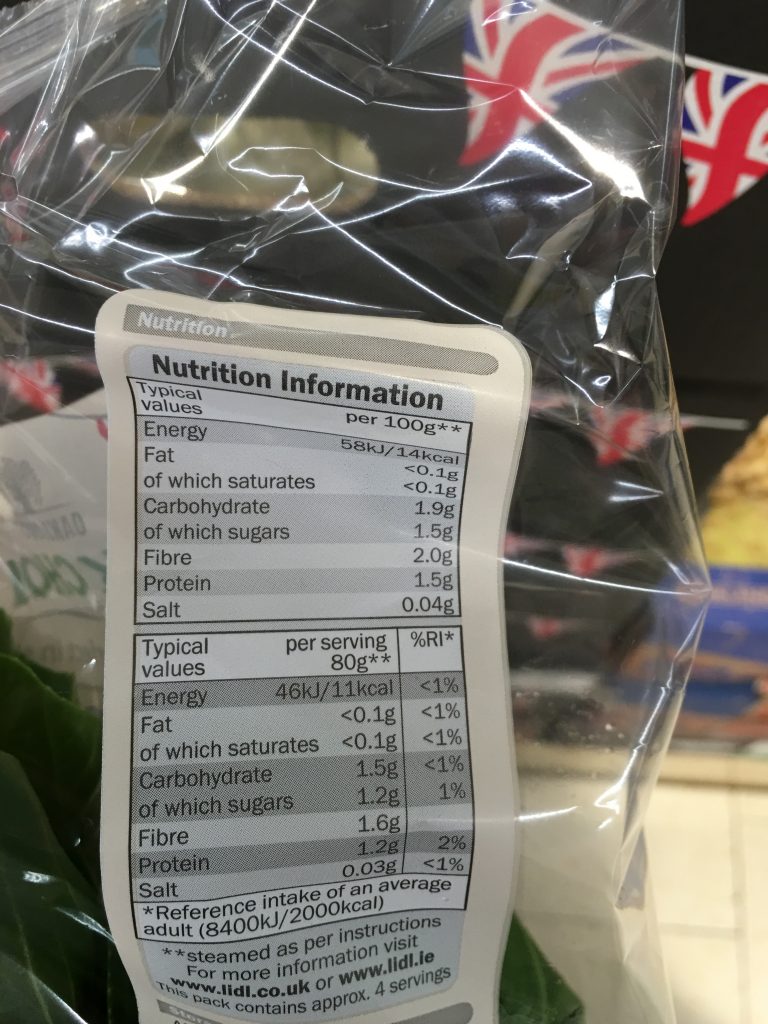 Nutrition
Nutrition Information
Typical values per 100g**
Energy 58kJ/14kcal
Fat <0.1g
of which saturates <0.1g
Carbohydrate 1.9g
of which sugars 1.5g
Fibre 2.0g
Protein 1.5g
Salt 0.04g
Typical values per serving 80g** %RI*
Energy 46kJ/11kcal <1%
Fat <0.1g <1%
of which saturates <0.1g <1%
Carbohydrate 1.5g <1%
of which sugars 1.2g 1%
Fibre 1.6g
Protein 1.2g 2%
Salt 0.03g <1%
*Reference intake of an average
adult (8400kJ/2000kcal)
**steamed as per instructions
For more information visit
www.lidl.co.uk or www.lidl.ie
This pack contains approx. 4 servings
CHOI